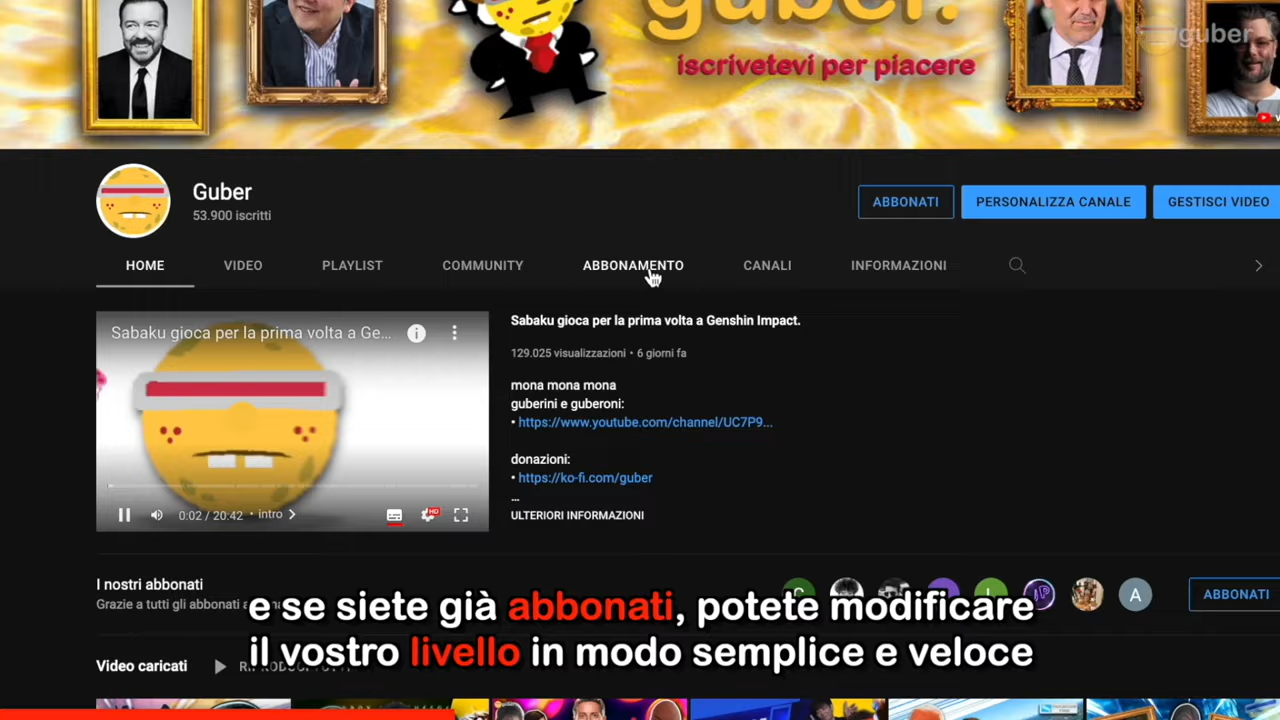 guber.
iscrivetevi per piacere
guber
Guber
53.900 iscritti
ABBONATI
PERSONALIZZA CANALE
GESTISCI VIDEO
HOME
VIDEO
PLAYLIST
COMMUNITY
ABBONAMENTO
CANALI
INFORMAZIONI
Sabaku gioca per la prima volta a Ge...
0:02 / 20:42 • intro
HD
Sabaku gioca per la prima volta a Genshin Impact.
129.025 visualizzazioni • 6 giorni fa
mona mona mona
guberini e guberoni:
• https://www.youtube.com/channel/UC7P9...
donazioni:
• https://ko-fi.com/guber
...
ULTERIORI INFORMAZIONI
I nostri abbonati
Grazie a tutti gli abbonati
A
ABBONATI
e se siete già abbonati, potete modificare
il vostro livello in modo semplice e veloce
Video caricati